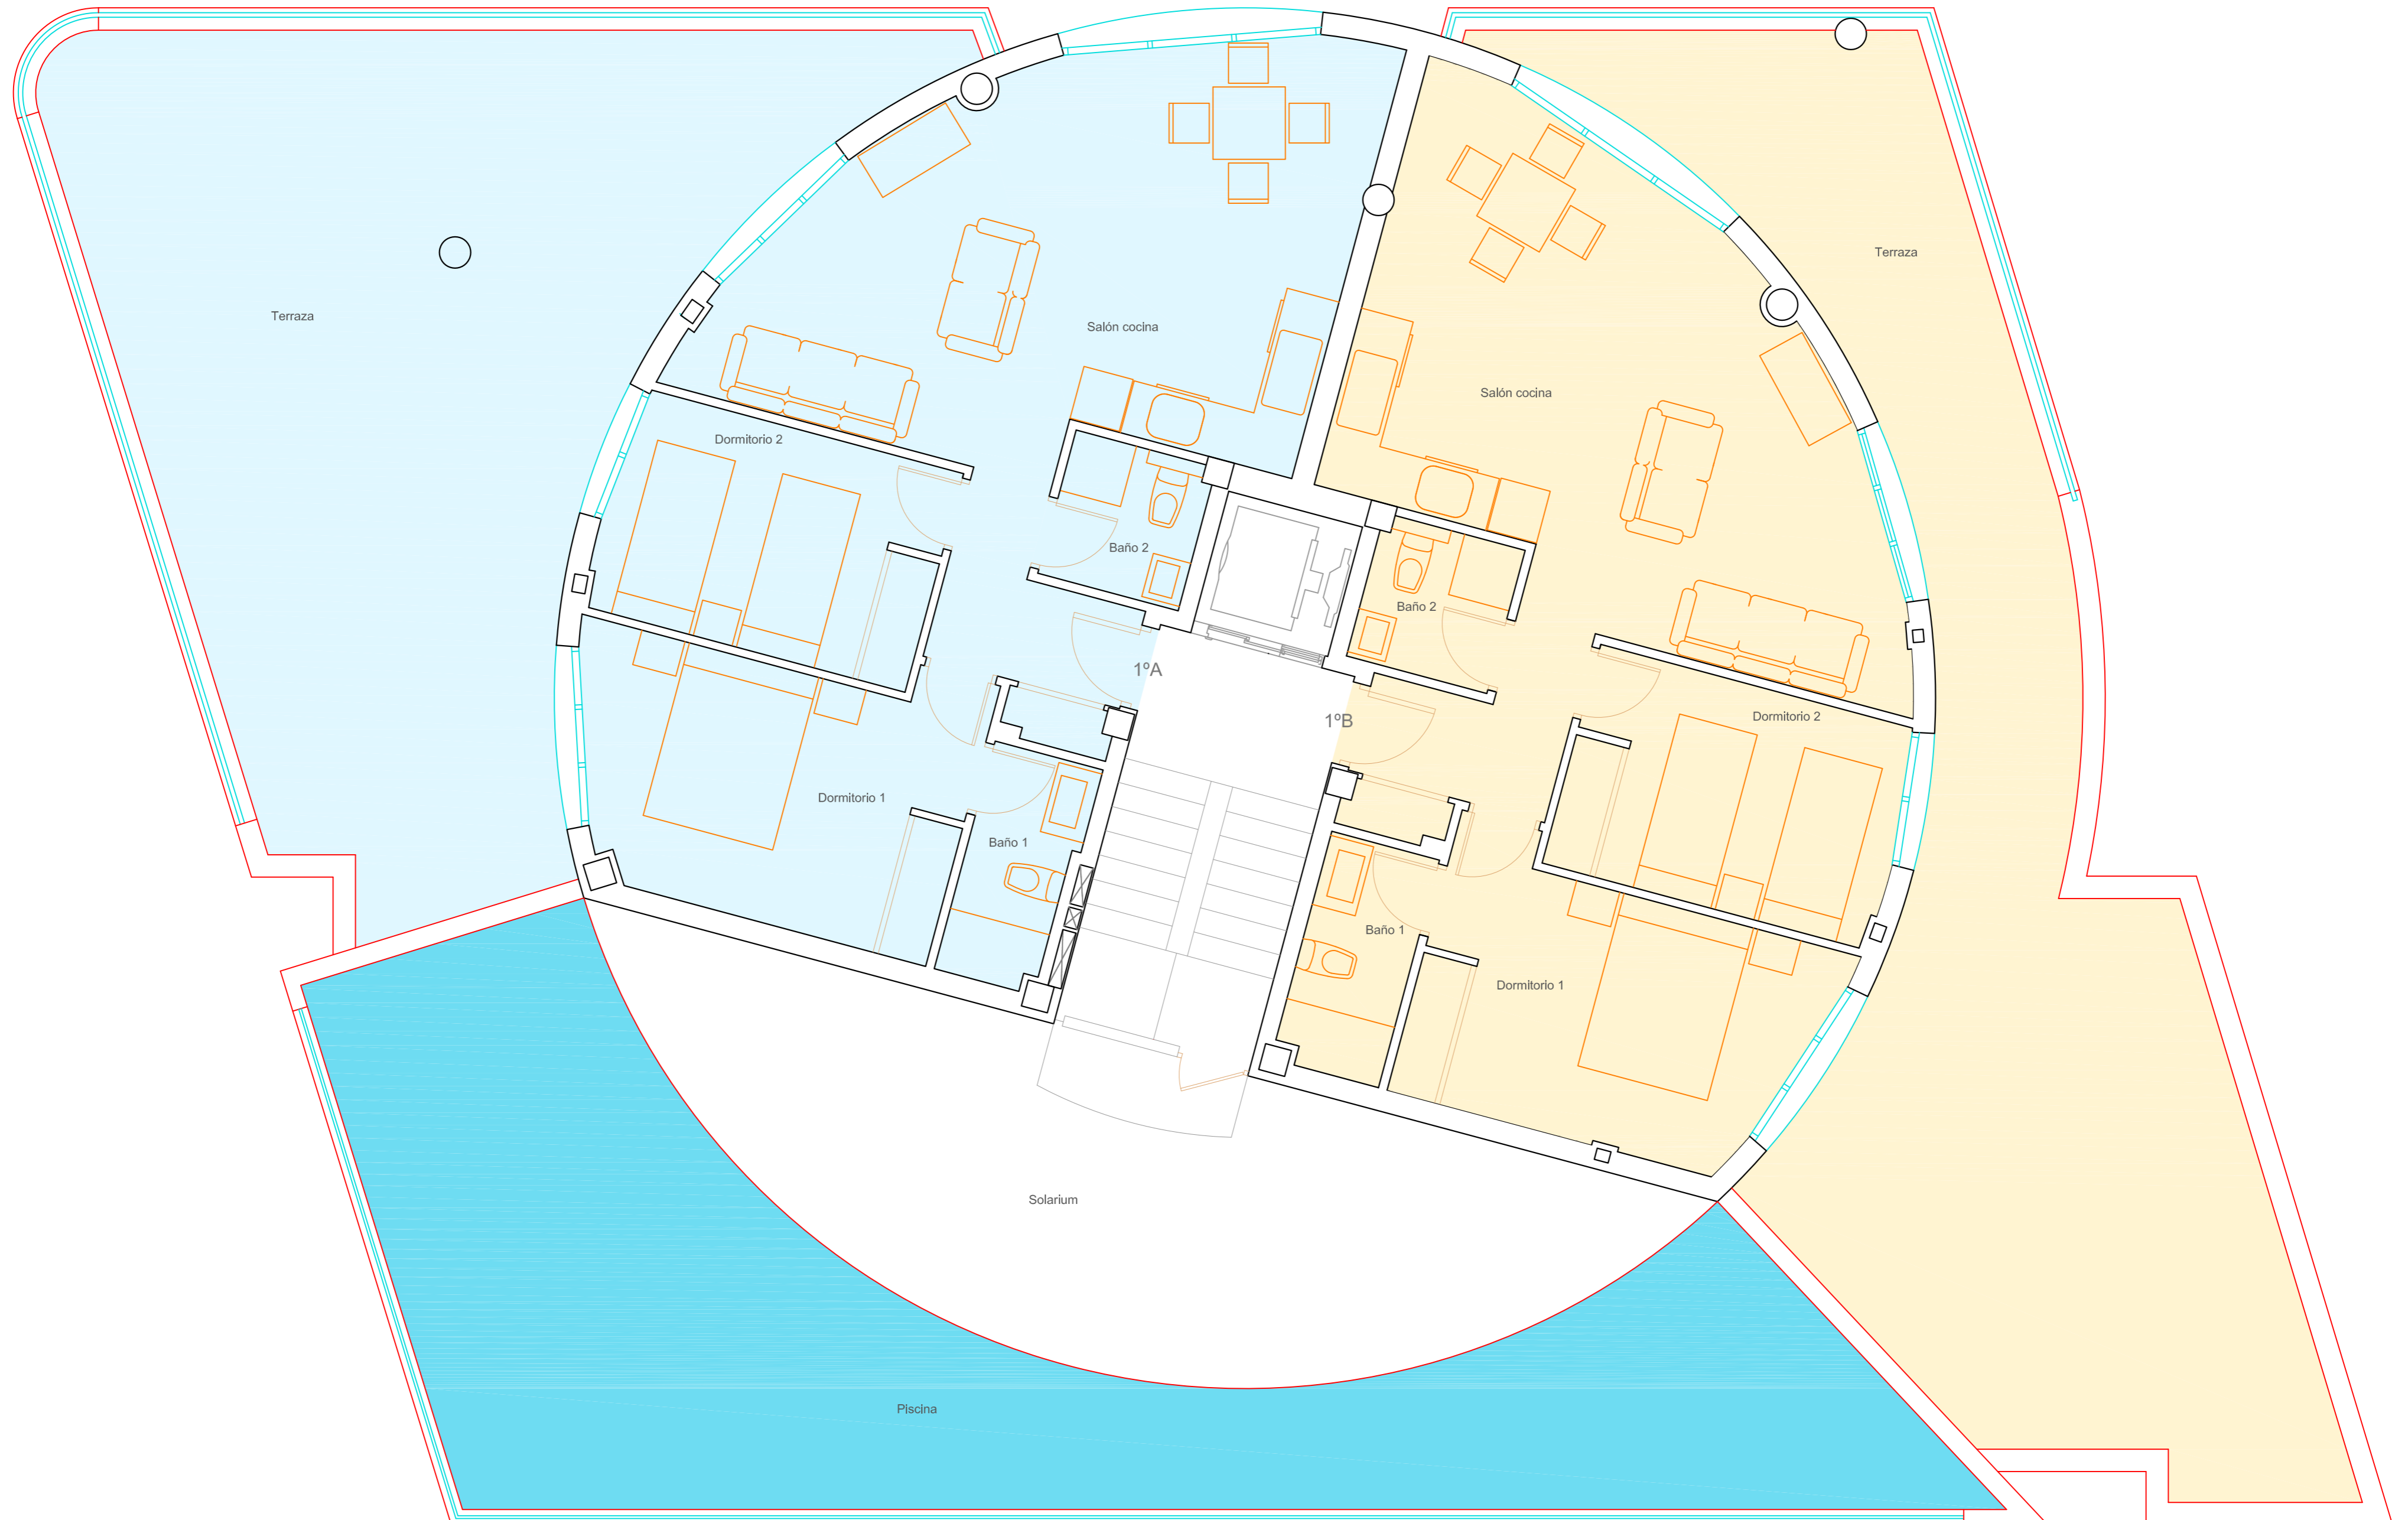 Terraza
Terraza
Salón cocina
Salón cocina
Dormitorio 2
Baño 2
Baño 2
1ºA
1ºB
Dormitorio 2
Dormitorio 1
Baño 1
Baño 1
Dormitorio 1
Solarium
Piscina